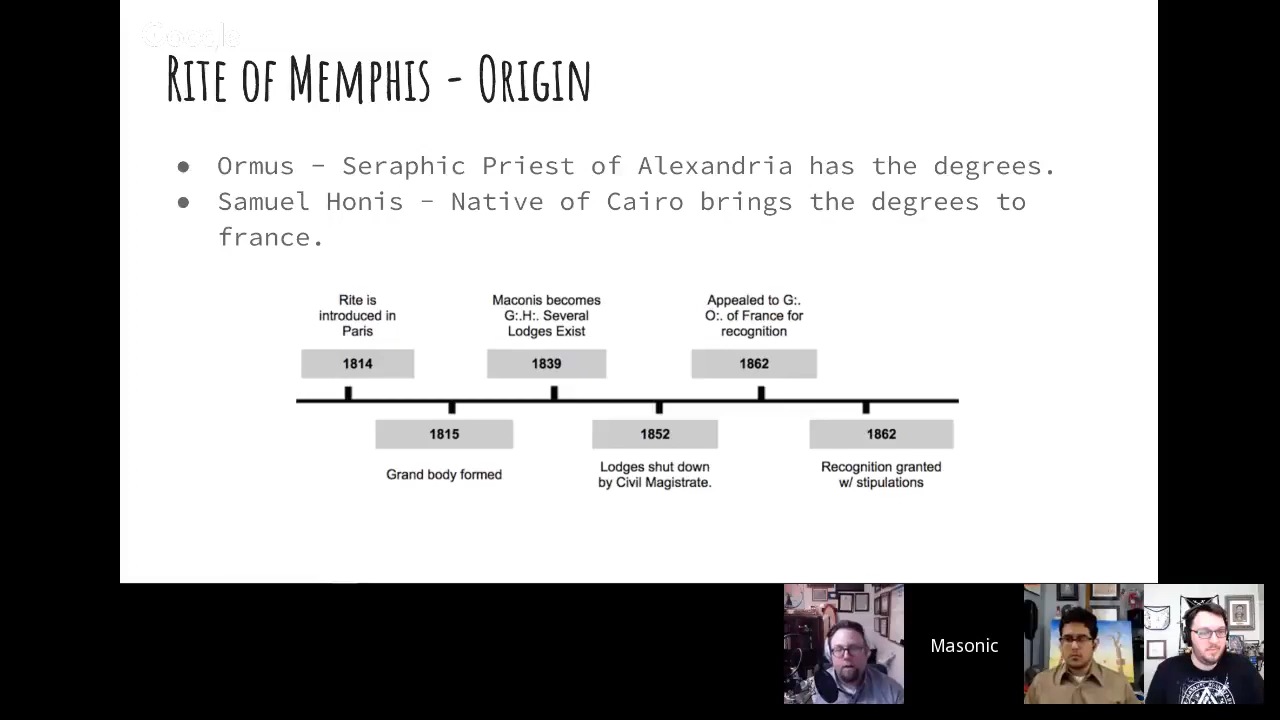 Google
RITE OF MEMPHIS - ORIGIN
● Ormus - Seraphic Priest of Alexandria has the degrees.
● Samuel Honis - Native of Cairo brings the degrees to
france.
Rite is
introduced in
Paris
Maconis becomes
G:.H:. Several
Lodges Exist
Appealed to G:.
O:. of France for
recognition
1814
1839
1862
1815
1852
1862
Grand body formed
Lodges shut down
by Civil Magistrate.
Recognition granted
w/ stipulations
Masonic